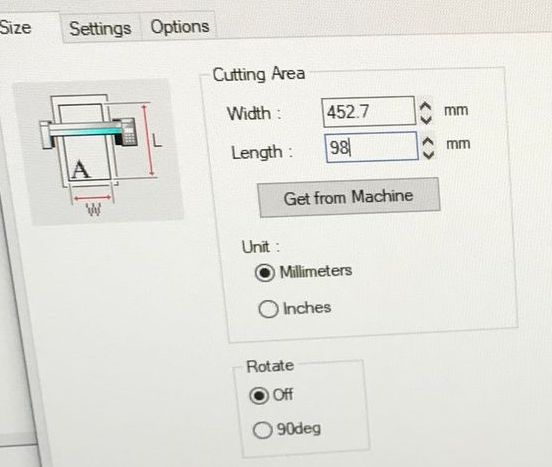 Size Settings Options
Cutting Area
Width : 452.7 mm
Length : 98 mm
L
A
W
Get from Machine
Unit :
Millimeters
Inches
Rotate
Off
90deg